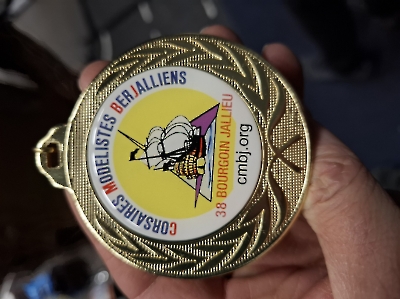 CORSAIRES MODELISTES BERJALLIENS
38 BOURGOIN JALLIEU
cmbj.org